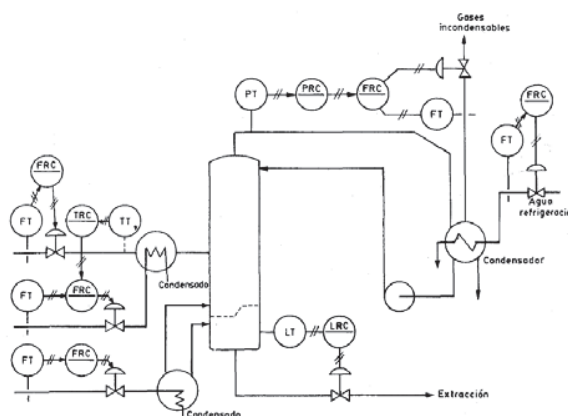 Gases
incondensables
PT
PRC
FRC
FT
FRC
FT
FRC
FT
TRC
TT
Agua
refrigeració
Condensado
Condensador
FT
FRC
FT
FRC
LT
LRC
Extracción
Condensado